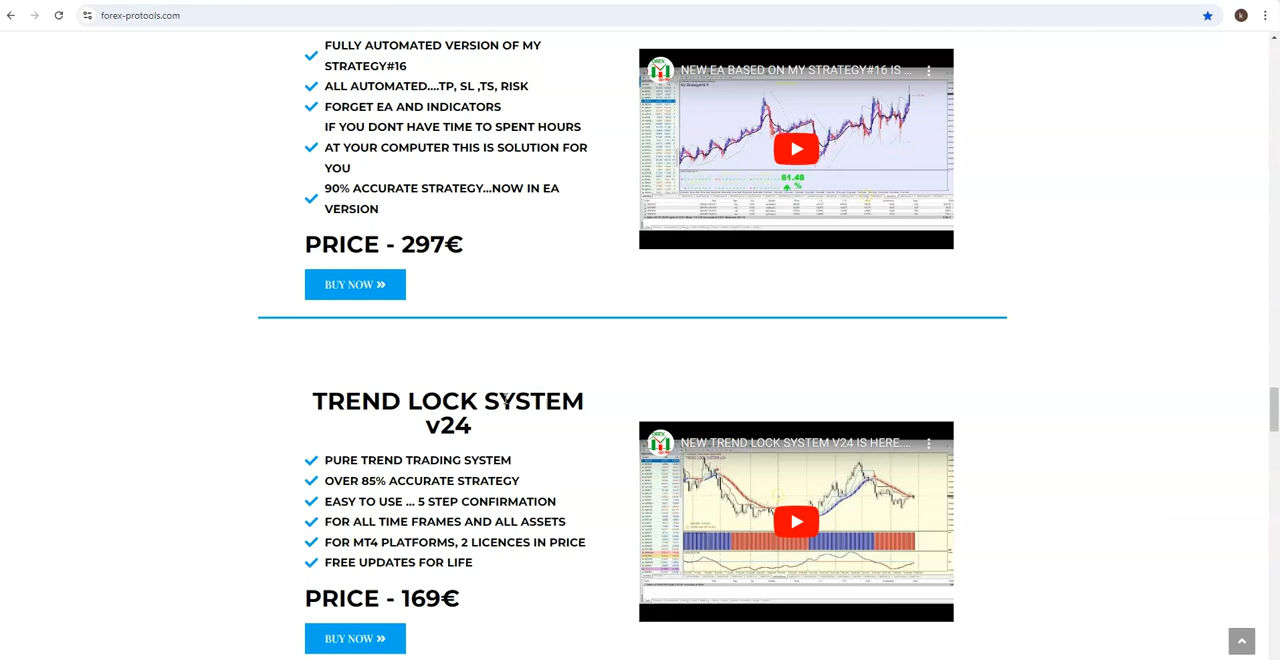 forex-protools.com
k
FULLY AUTOMATED VERSION OF MY
STRATEGY#16
ALL AUTOMATED....TP, SL ,TS, RISK
FORGET EA AND INDICATORS
IF YOU DONT HAVE TIME TO SPENT HOURS
AT YOUR COMPUTER THIS IS SOLUTION FOR
YOU
90% ACCURATE STRATEGY...NOW IN EA
VERSION
PRICE - 297€
BUY NOW »
NEW EA BASED ON MY STRATEGY#16 IS ...
61.48
%
TREND LOCK SYSTEM
v24
PURE TREND TRADING SYSTEM
OVER 85% ACCURATE STRATEGY
EASY TO USE ... 5 STEP CONFIRMATION
FOR ALL TIME FRAMES AND ALL ASSETS
FOR MT4 PLATFORMS, 2 LICENCES IN PRICE
FREE UPDATES FOR LIFE
PRICE - 169€
BUY NOW »
NEW TREND LOCK SYSTEM V24 IS HERE....